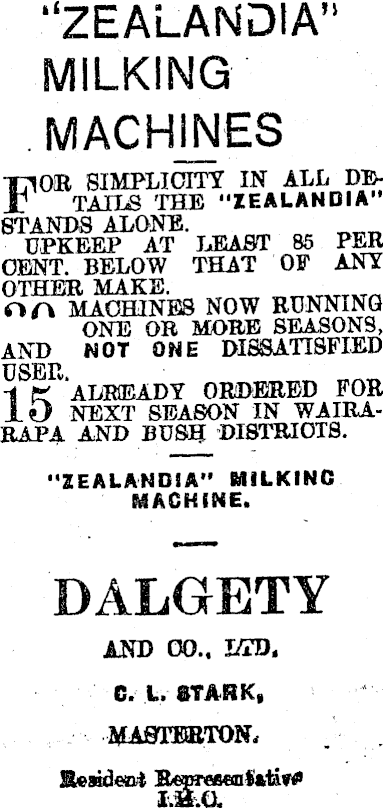 "ZEALANDIA"
MILKING
MACHINES
FOR SIMPLICITY IN ALL DE-
TAILS THE "ZEALANDIA"
STANDS ALONE.
UPKEEP AT LEAST 85 PER
CENT. BELOW THAT OF ANY
OTHER MAKE.
MACHINES NOW RUNNING
ONE OR MORE SEASONS,
AND NOT ONE DISSATISFIED
USER.
15 ALREADY ORDERED FOR
NEXT SEASON IN WAIRA-
RAPA AND BUSH DISTRICTS.
"ZEALANDIA" MILKING
MACHINE.
DALGETY
AND CO., LTD,
C. L. STARK,
MASTERTON.
Resident Representative